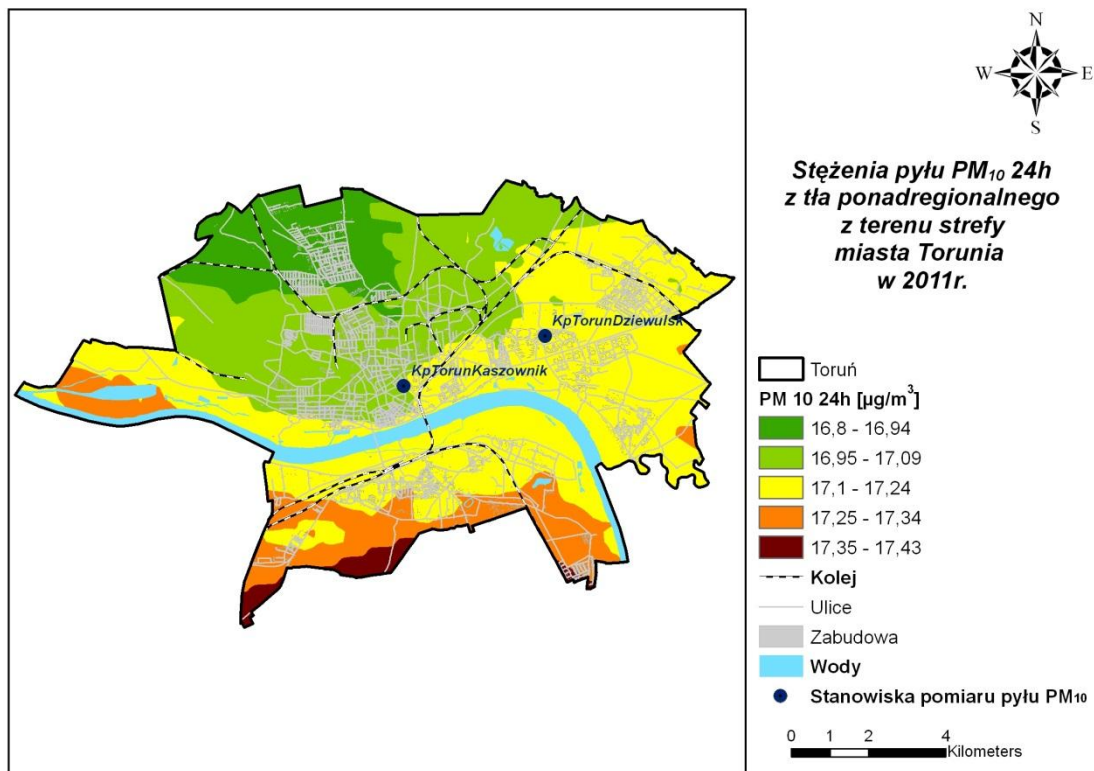 N
W E
S
Stężenia pyłu PM10 24h
z tła ponadregionalnego
z terenu strefy
miasta Torunia
w 2011r.
KpTorunDziewulsk
KpTorunKaszownik
Toruń
PM 10 24h [µg/m³]
16,8 - 16,94
16,95 - 17,09
17,1 - 17,24
17,25 - 17,34
17,35 - 17,43
Kolej
Ulice
Zabudowa
Wody
Stanowiska pomiaru pyłu PM10
0 1 2 4
Kilometers